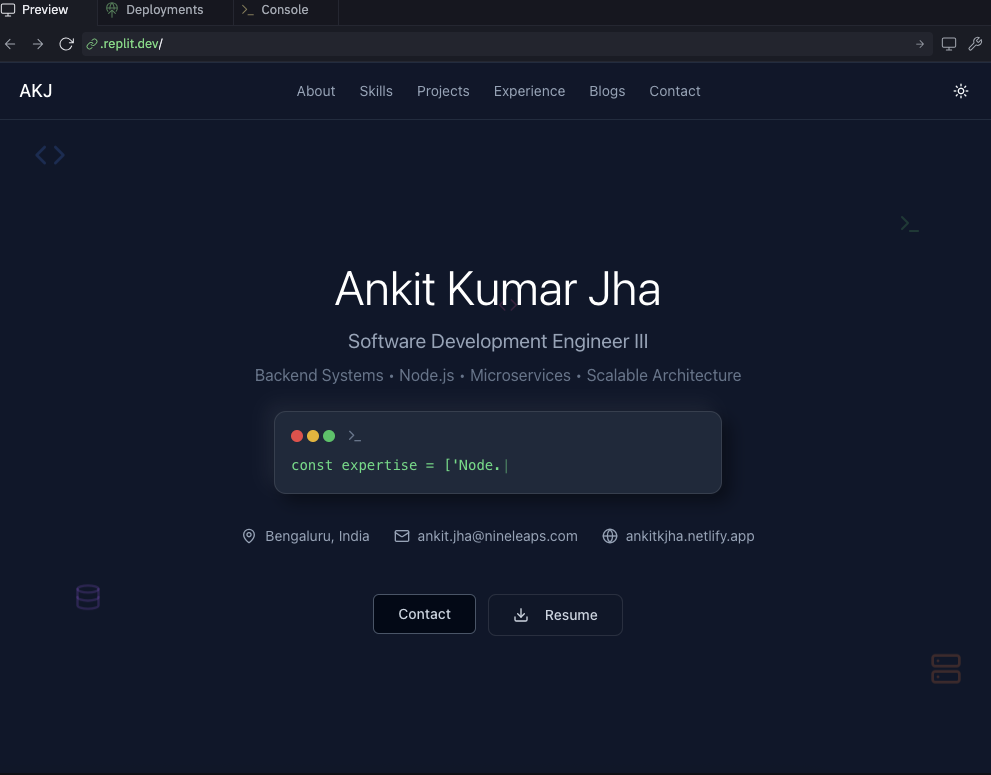 Preview Deployments Console
.replit.dev/
AKJ About Skills Projects Experience Blogs Contact
Ankit Kumar Jha
Software Development Engineer III
Backend Systems • Node.js • Microservices • Scalable Architecture
const expertise = ['Node.|
Bengaluru, India ankit.jha@nineleaps.com ankitkjha.netlify.app
Contact Resume